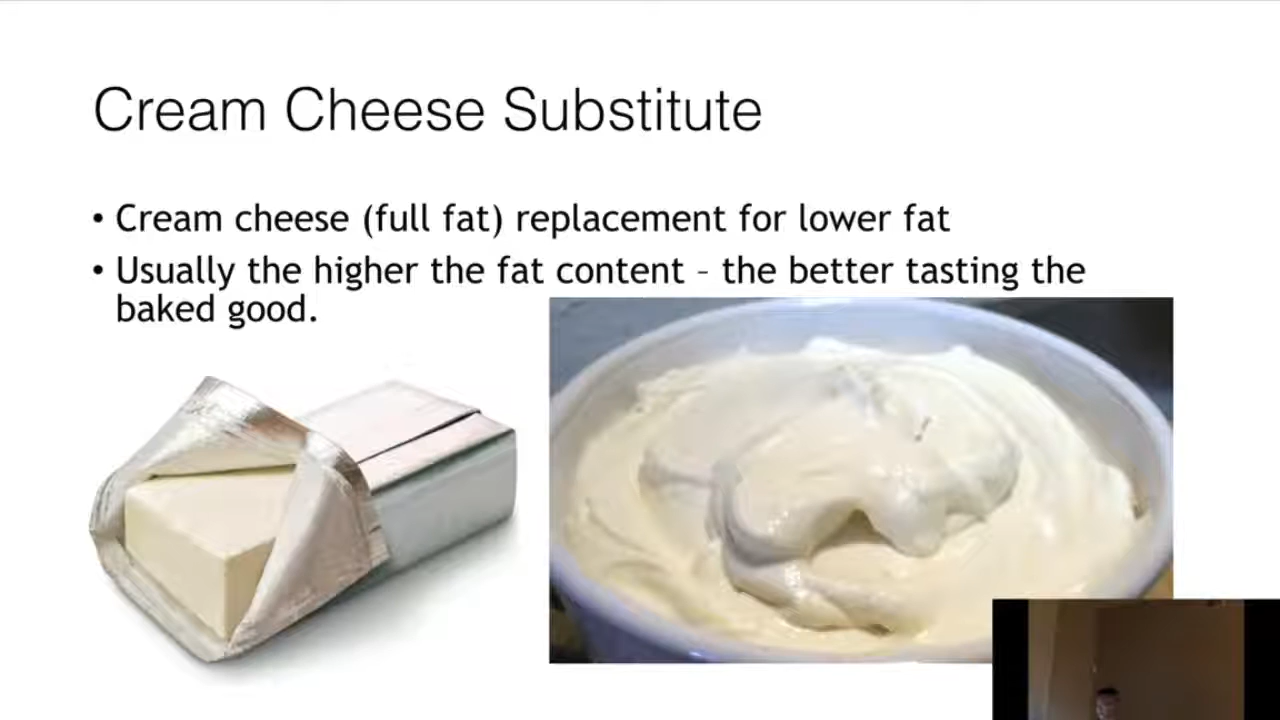 Cream Cheese Substitute
• Cream cheese (full fat) replacement for lower fat
• Usually the higher the fat content – the better tasting the
baked good.